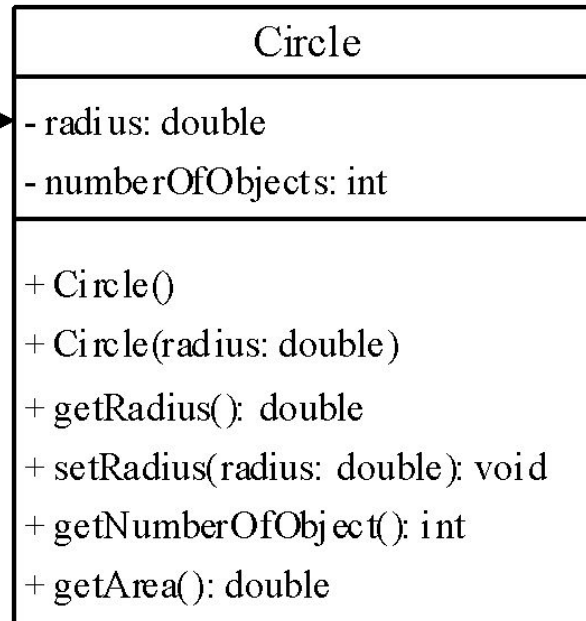 Circle
- radius: double
- numberOfObjects: int
+ Circle()
+ Circle(radius: double)
+ getRadius(): double
+ setRadius(radius: double): void
+ getNumberOfObject(): int
+ getArea(): double